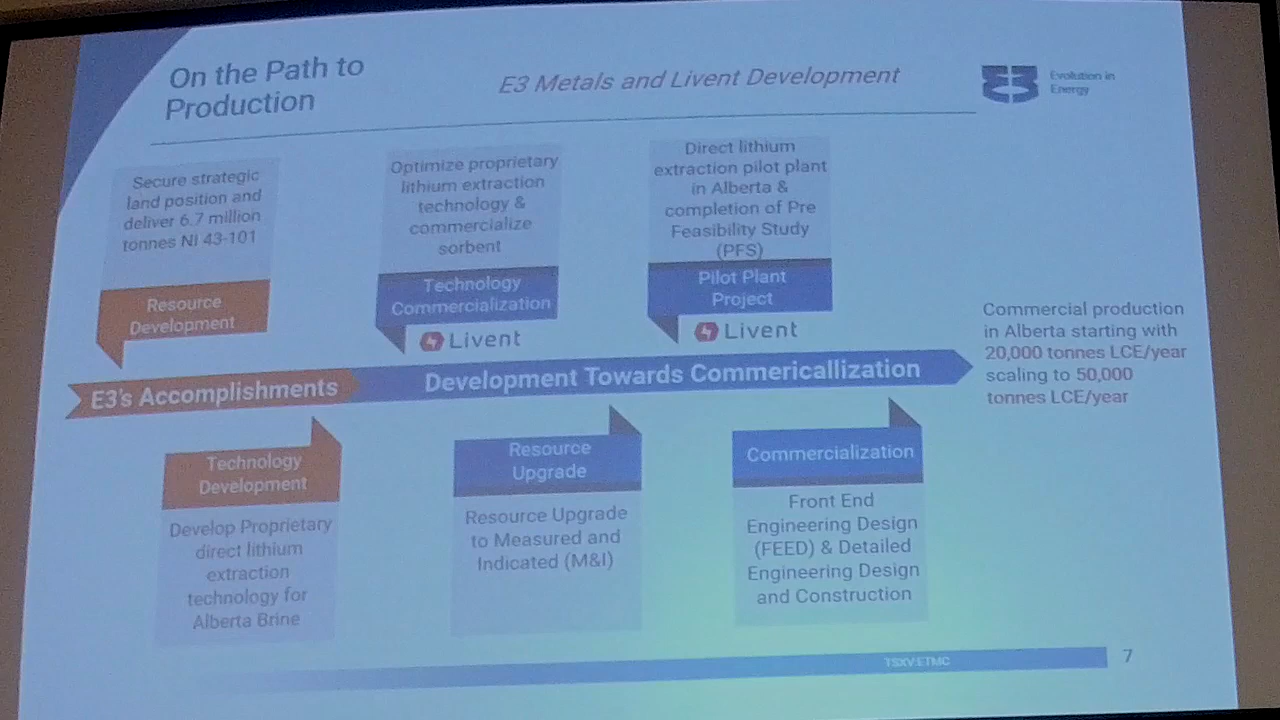 On the Path to
Production
E3 Metals and Livent Development
E3
Evolution in
Energy
Secure strategic
land position and
deliver 6.7 million
tonnes NI 43-101
Resource
Development
Optimize proprietary
lithium extraction
technology &
commercialize
sorbent
Technology
Commercialization
Livent
Direct lithium
extraction pilot plant
in Alberta &
completion of Pre
Feasibility Study
(PFS)
Pilot Plant
Project
Livent
E3's Accomplishments
Development Towards Commericallization
Commercial production
in Alberta starting with
20,000 tonnes LCE/year
scaling to 50,000
tonnes LCE/year
Technology
Development
Develop Proprietary
direct lithium
extraction
technology for
Alberta Brine
Resource
Upgrade
Resource Upgrade
to Measured and
Indicated (M&I)
Commercialization
Front End
Engineering Design
(FEED) & Detailed
Engineering Design
and Construction
TSXV:ETMC
7